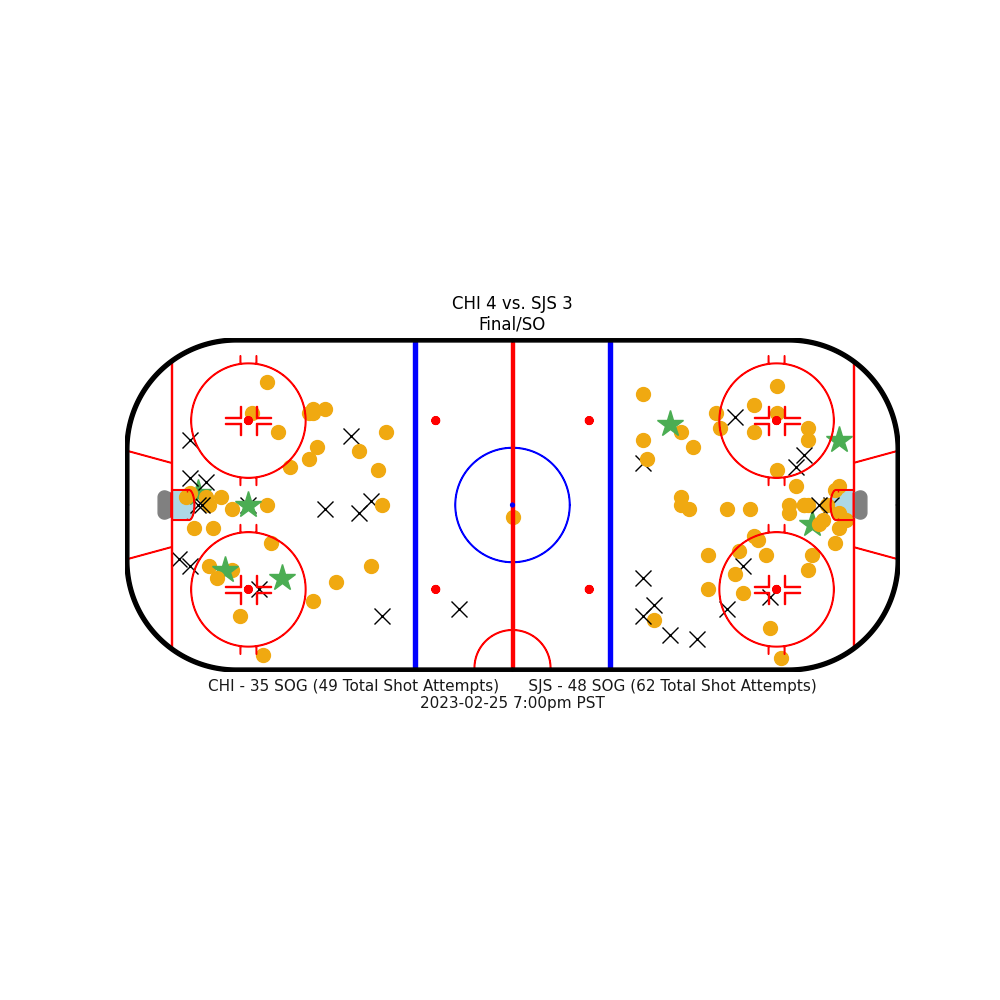 CHI 4 vs. SJS 3
Final/SO
CHI - 35 SOG (49 Total Shot Attempts) SJS - 48 SOG (62 Total Shot Attempts)
2023-02-25 7:00pm PST